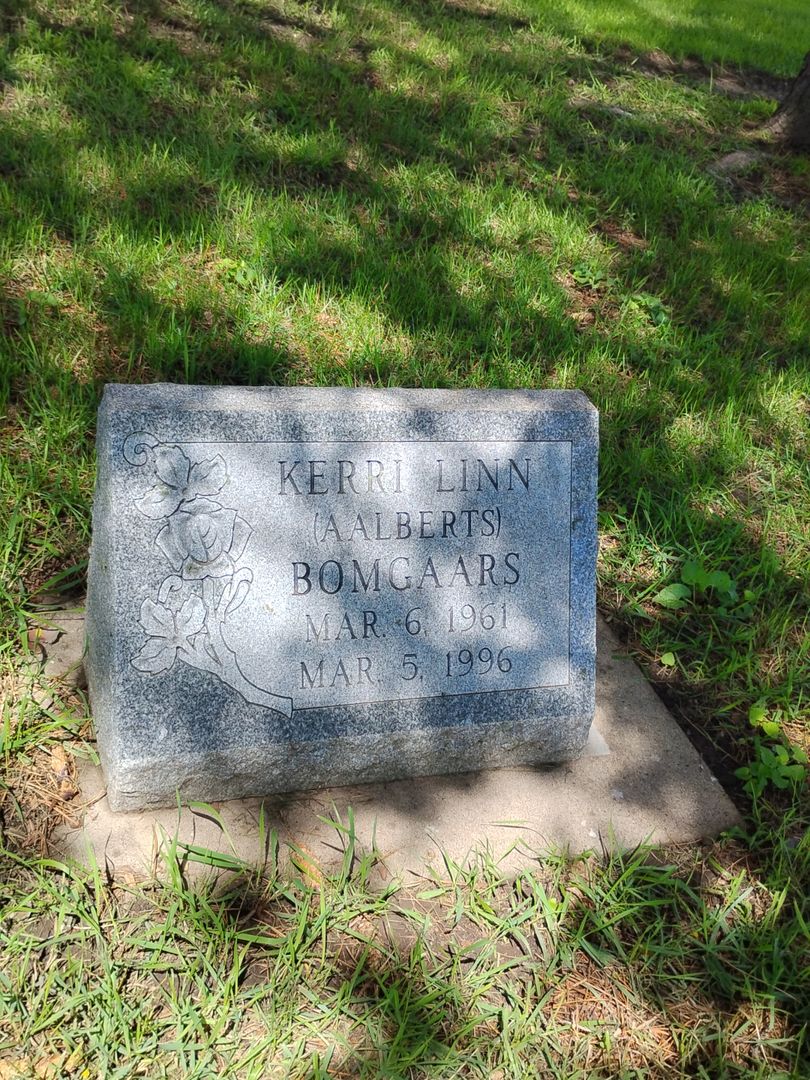 KERRI LINN
(AALBERTS)
BOMGAARS
MAR. 6, 1961
MAR. 5, 1996